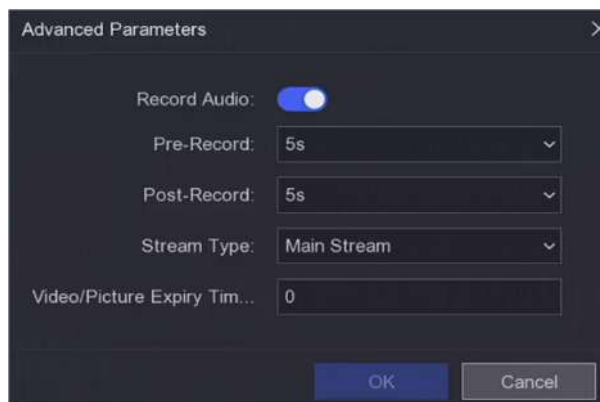 Advanced Parameters
Record Audio:
Pre-Record: 5s
Post-Record: 5s
Stream Type: Main Stream
Video/Picture Expiry Tim... 0
OK Cancel